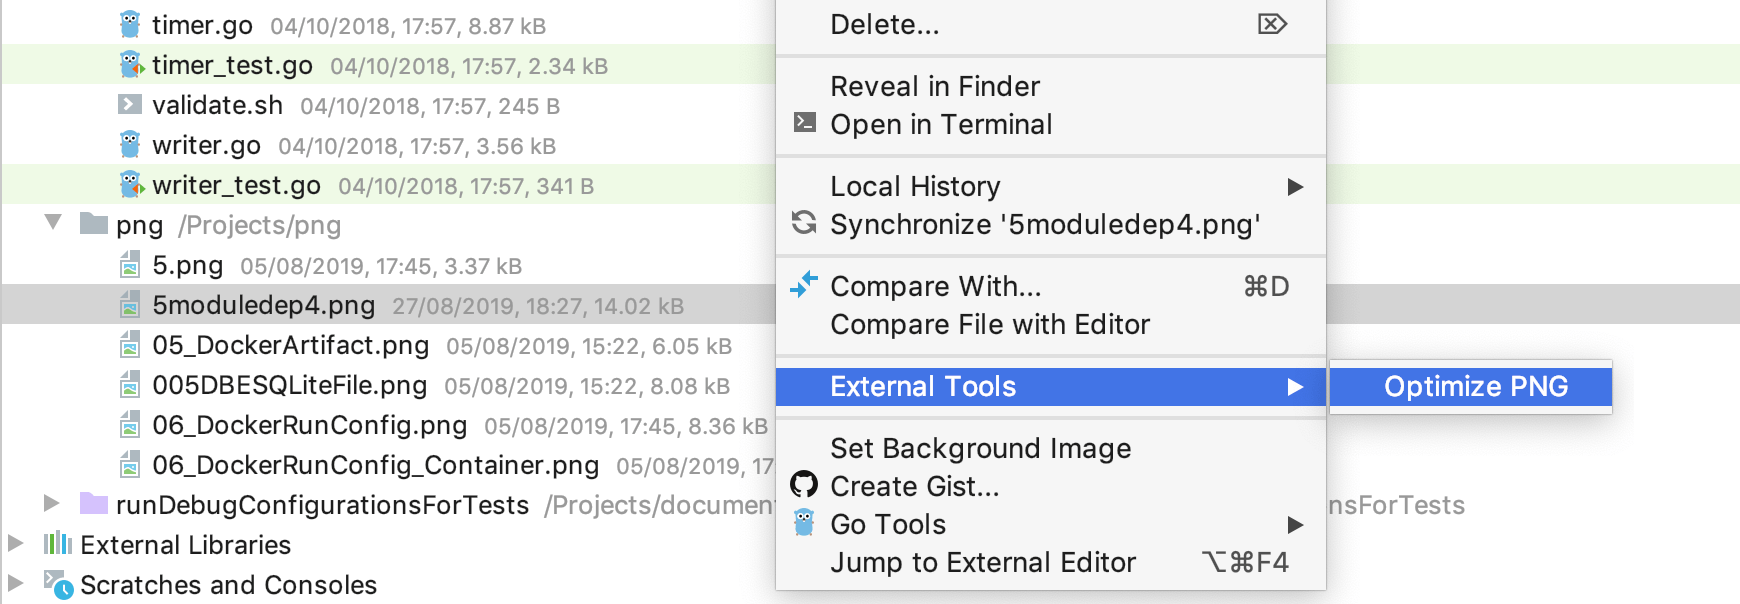 timer.go 04/10/2018, 17:57, 8.87 kB
timer_test.go 04/10/2018, 17:57, 2.34 kB
validate.sh 04/10/2018, 17:57, 245 B
writer.go 04/10/2018, 17:57, 3.56 kB
writer_test.go 04/10/2018, 17:57, 341 B
png /Projects/png
5.png 05/08/2019, 17:45, 3.37 kB
5moduledep4.png 27/08/2019, 18:27, 14.02 kB
05_DockerArtifact.png 05/08/2019, 15:22, 6.05 kB
005DBESQLiteFile.png 05/08/2019, 15:22, 8.08 kB
06_DockerRunConfig.png 05/08/2019, 17:45, 8.36 kB
06_DockerRunConfig_Container.png 05/08/2019, 17:
runDebugConfigurationsForTests /Projects/documen nsForTests
External Libraries
Scratches and Consoles
Delete... ⌦
Reveal in Finder
Open in Terminal
Local History
Synchronize '5moduledep4.png'
Compare With... ⌘D
Compare File with Editor
External Tools
Optimize PNG
Set Background Image
Create Gist...
Go Tools
Jump to External Editor ⌥⌘F4